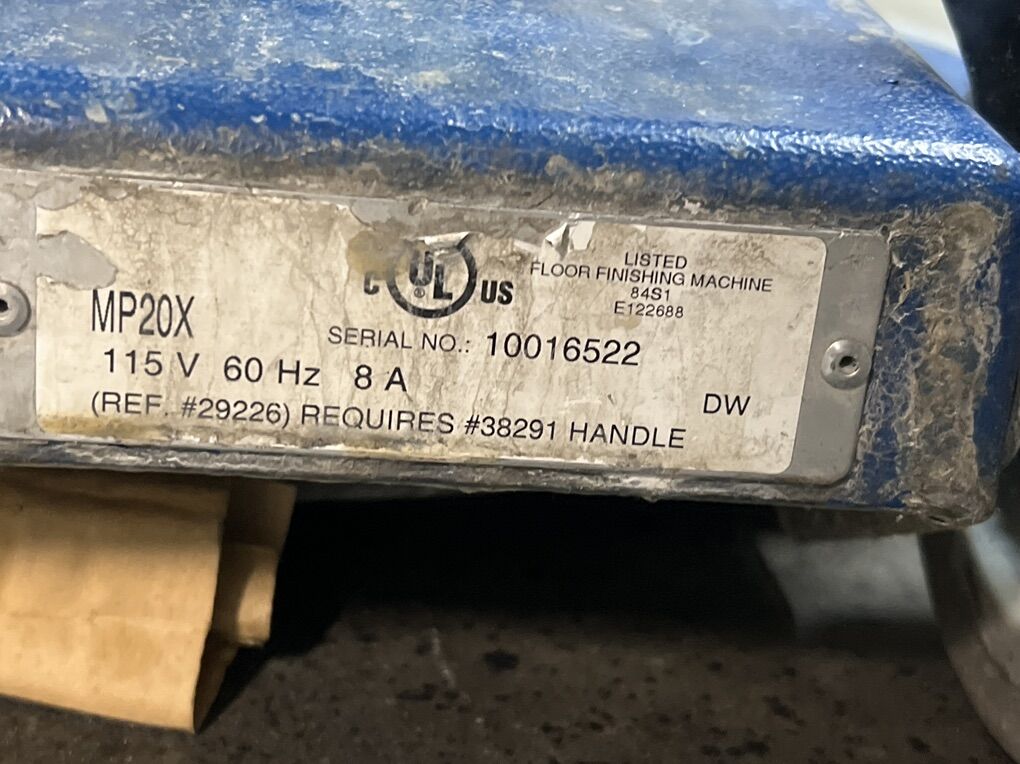 C UL® US
LISTED
FLOOR FINISHING MACHINE
84S1
E122688
MP20X
SERIAL NO.: 10016522
115 V 60 Hz 8 A
DW
(REF. #29226) REQUIRES #38291 HANDLE